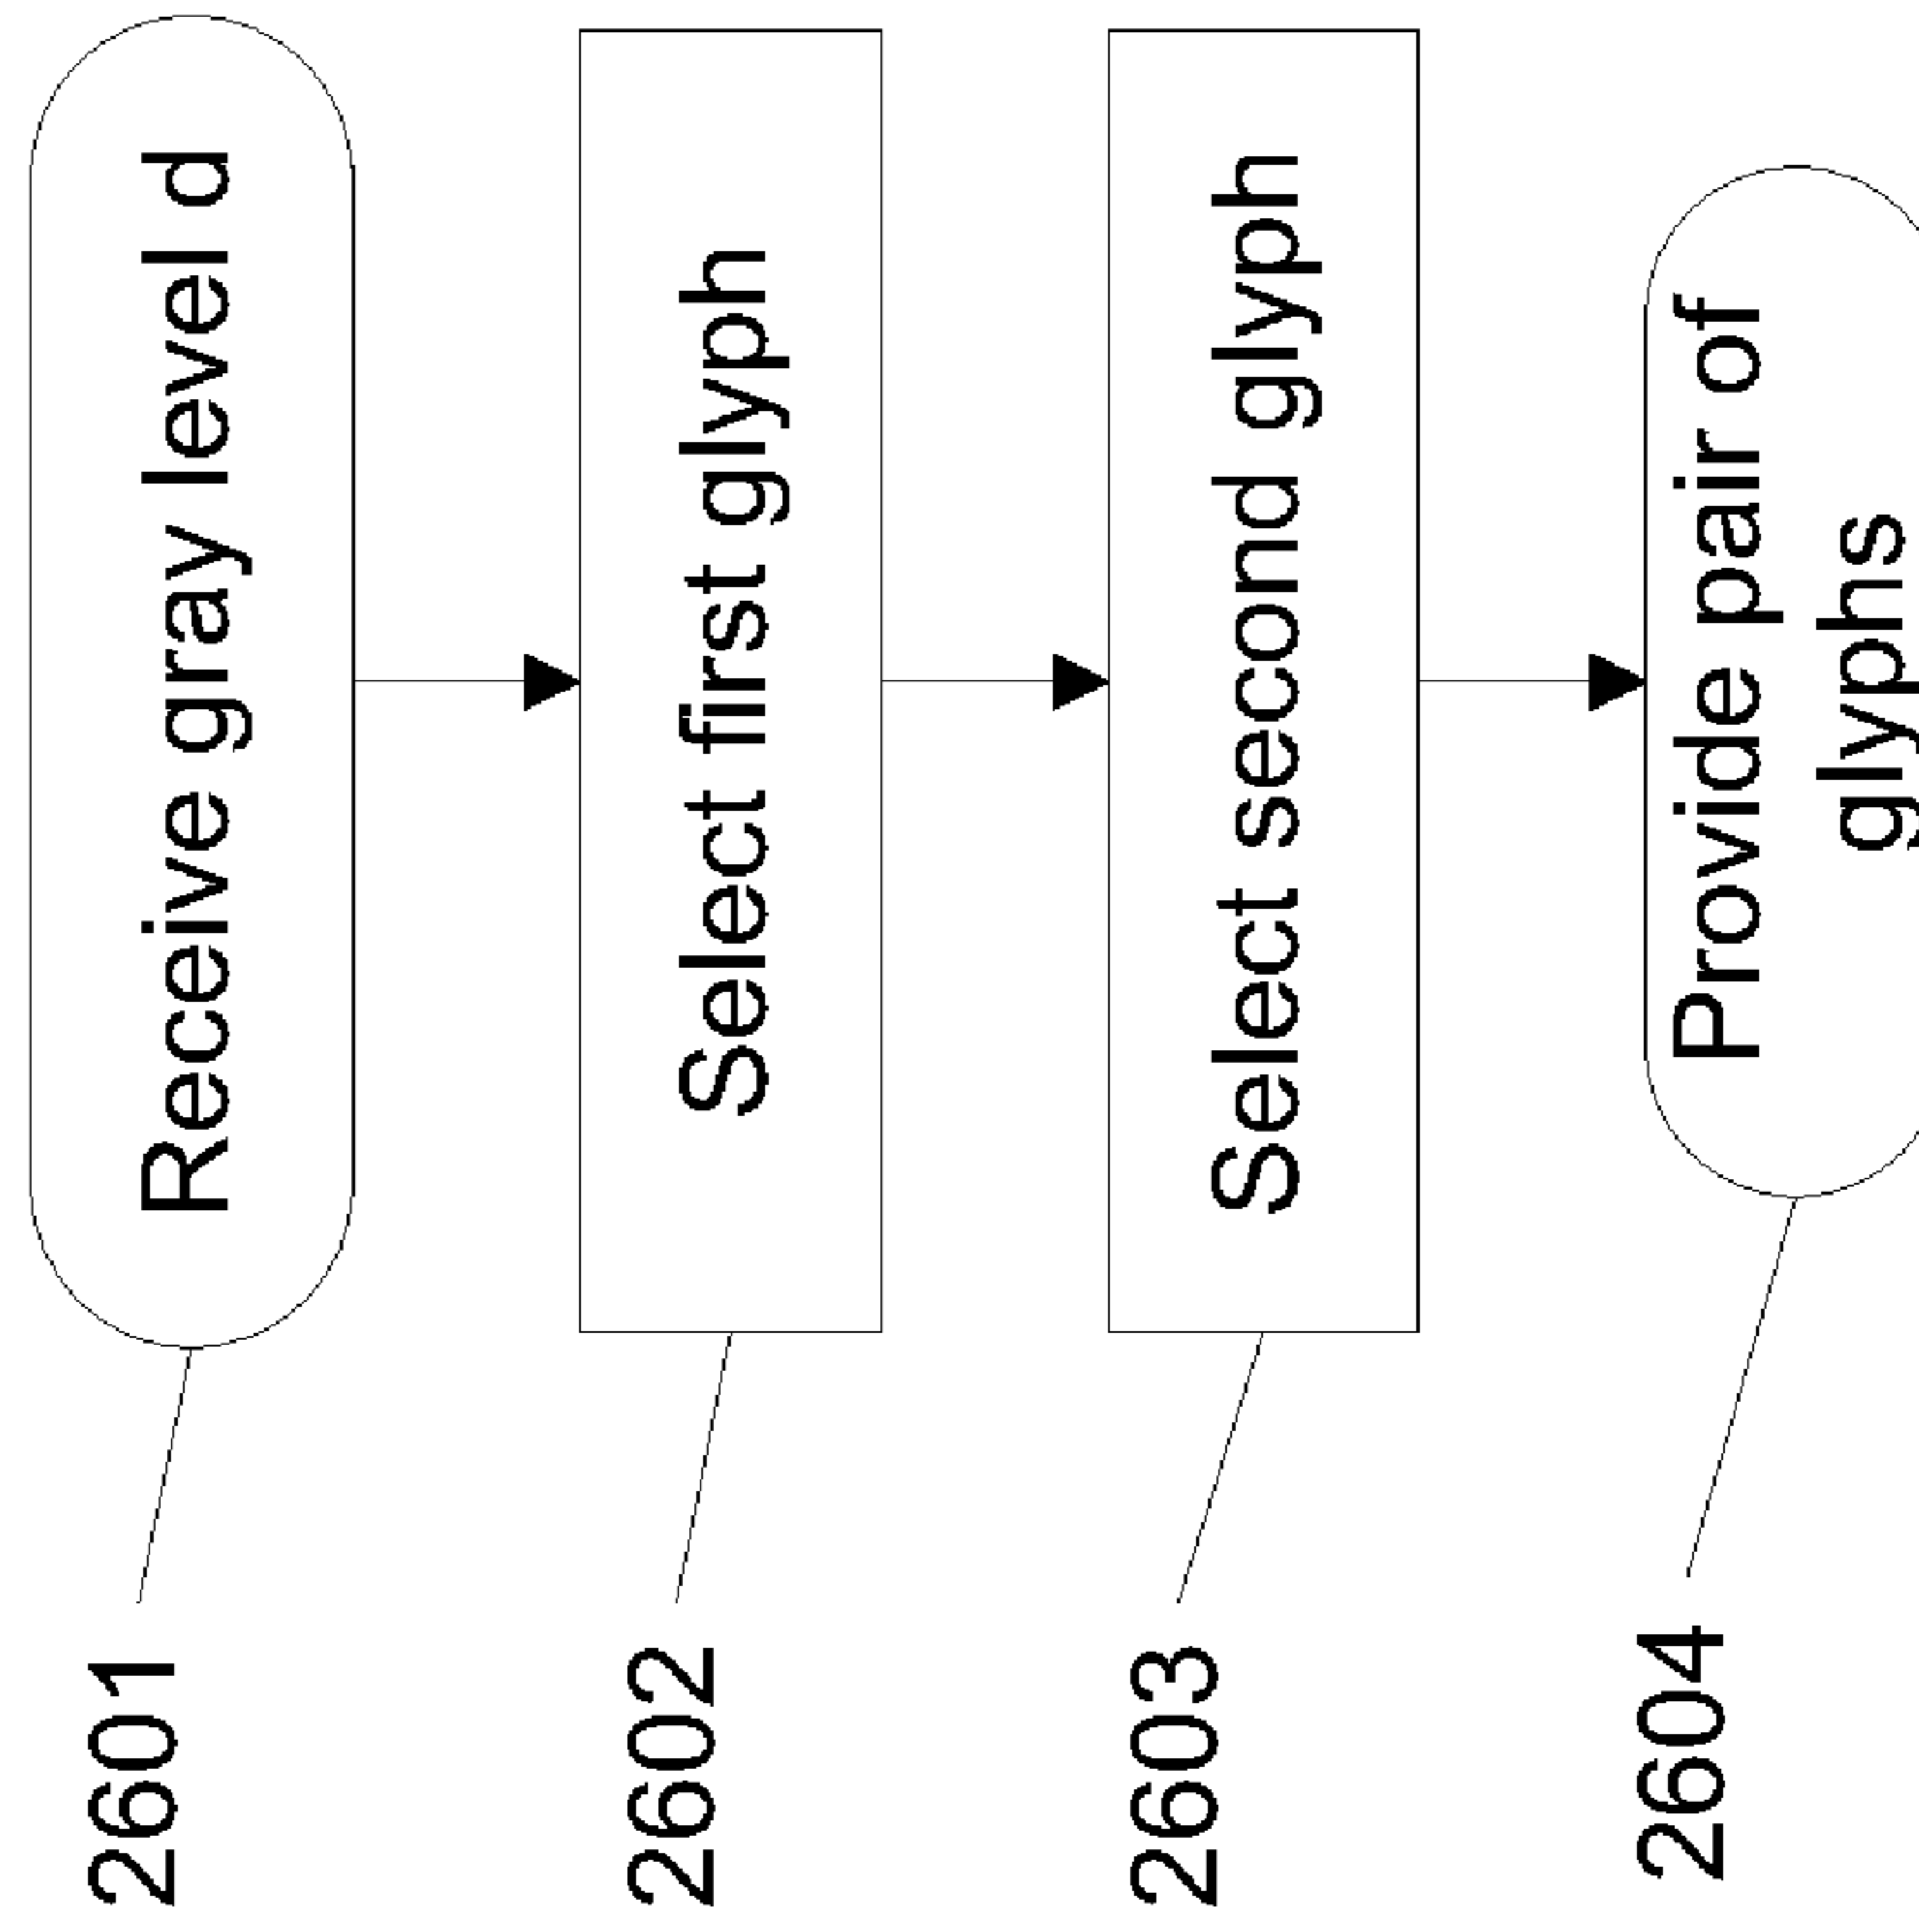 2601
Receive gray level d
2602
Select first glyph
2603
Select second glyph
2604
Provide pair of
glyphs